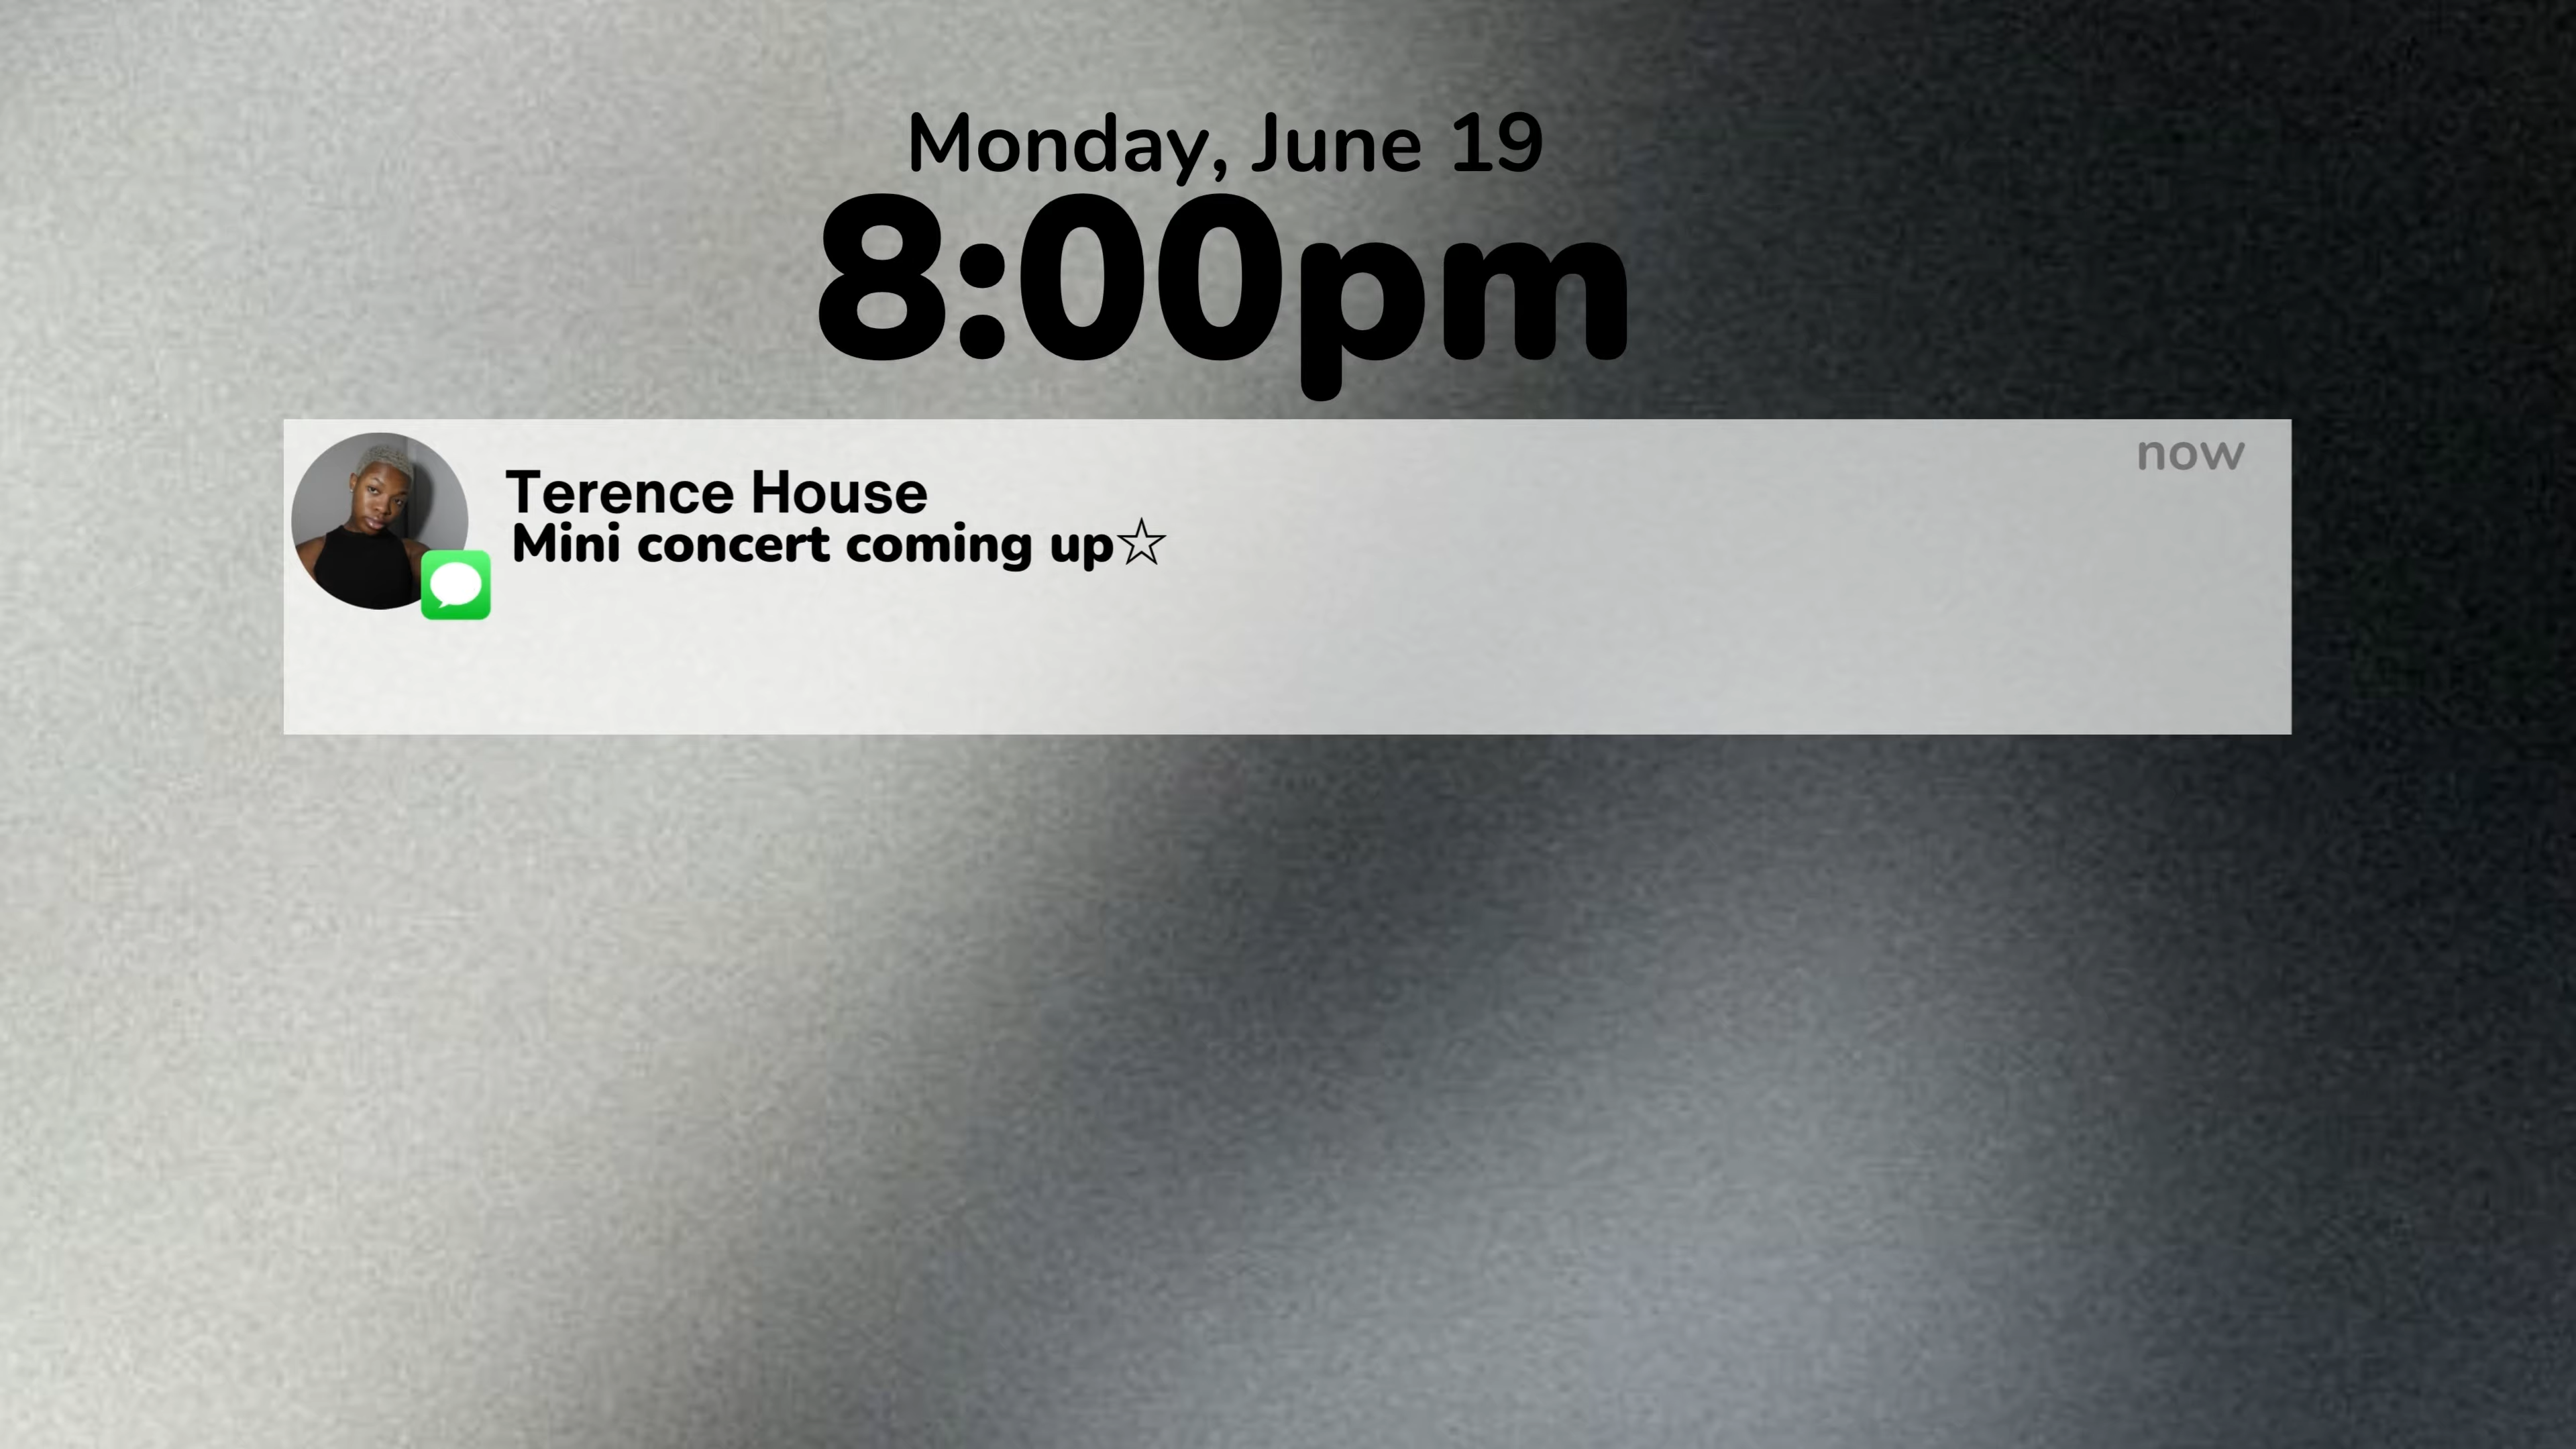 Monday, June 19
8:00pm
now
Terence House
Mini concert coming up☆